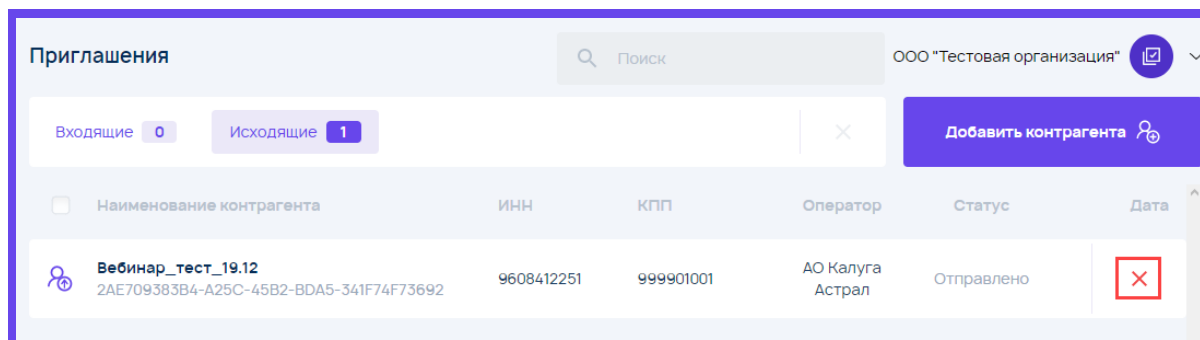 Приглашения
Поиск
ООО "Тестовая организация"
Входящие 0
Исходящие 1
Добавить контрагента
Наименование контрагента ИНН КПП Оператор Статус Дата
Вебинар_тест_19.12
2AE709383B4-A25C-45B2-BDA5-341F74F73692
9608412251
999901001
АО Калуга
Астрал
Отправлено